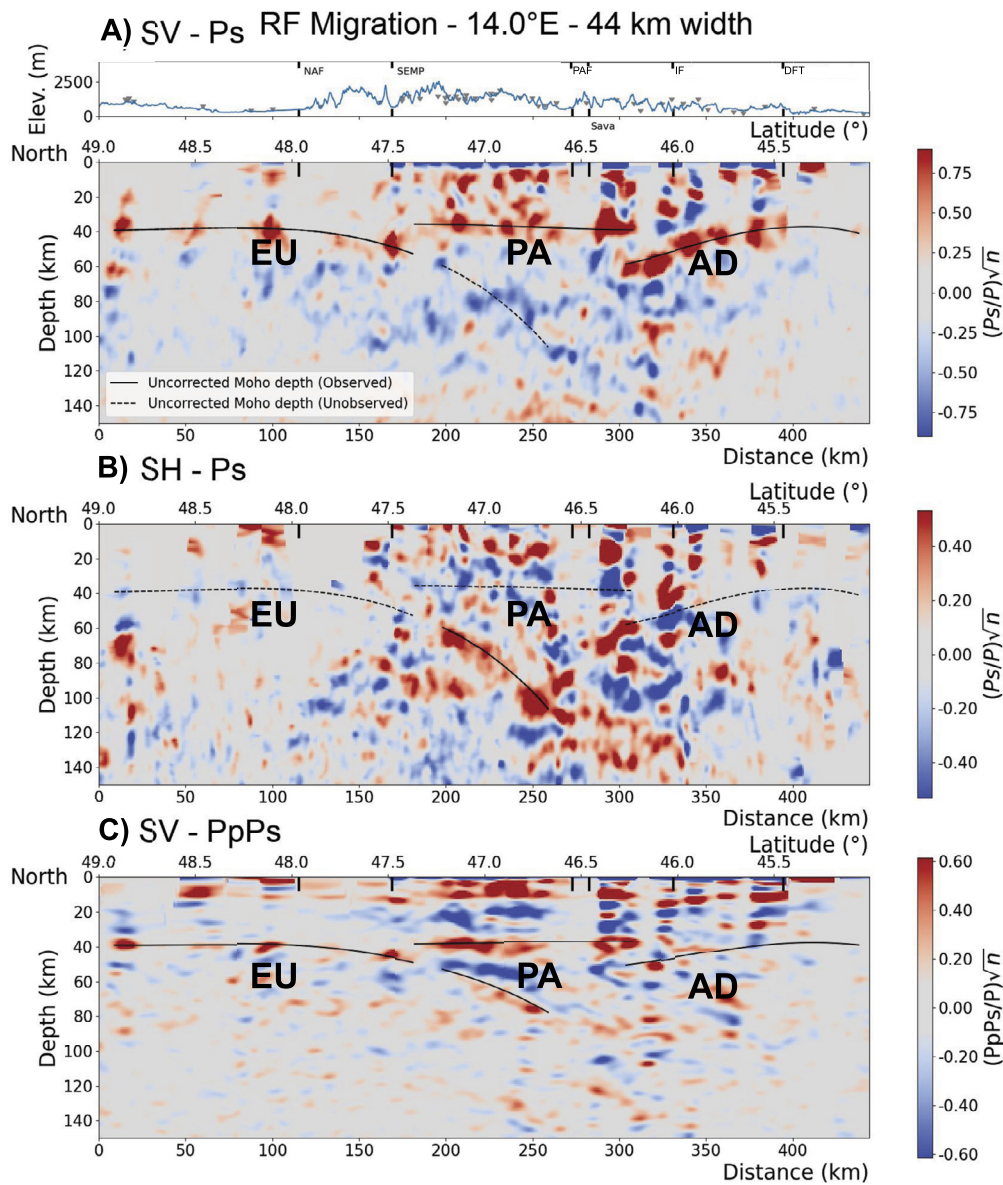 A) SV - Ps RF Migration - 14.0°E - 44 km width
Elev. (m)
2500
0
NAF SEMP PAF IF DFT
Sava
Latitude (°)
North
49.0 48.5 48.0 47.5 47.0 46.5 46.0 45.5
Depth (km)
0
20
40
60
80
100
120
140
EU PA AD
Uncorrected Moho depth (Observed)
Uncorrected Moho depth (Unobserved)
0 50 100 150 200 250 300 350 400
Distance (km)
0.75
0.50
0.25
0.00
-0.25
-0.50
-0.75
(Ps/P)√n
B) SH - Ps
Latitude (°)
North
49.0 48.5 48.0 47.5 47.0 46.5 46.0 45.5
Depth (km)
0
20
40
60
80
100
120
140
EU PA AD
0 50 100 150 200 250 300 350 400
Distance (km)
0.40
0.20
0.00
-0.20
-0.40
(Ps/P)√n
C) SV - PpPs
Latitude (°)
North
49.0 48.5 48.0 47.5 47.0 46.5 46.0 45.5
Depth (km)
0
20
40
60
80
100
120
140
EU PA AD
0 50 100 150 200 250 300 350 400
Distance (km)
0.60
0.40
0.20
0.00
-0.20
-0.40
-0.60
(PpPs/P)√n